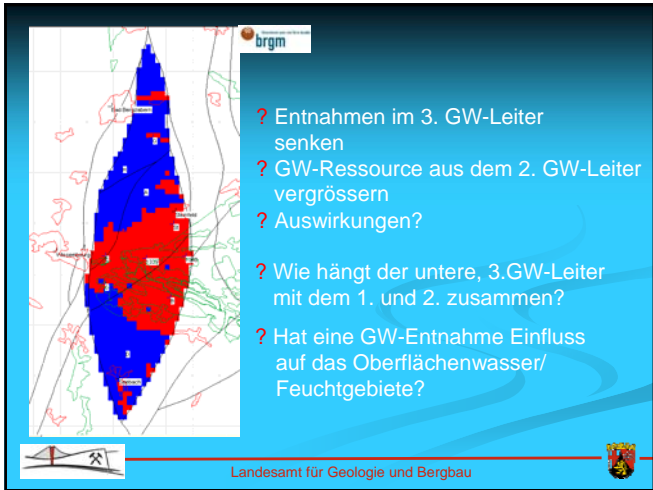 brgm
? Entnahmen im 3. GW-Leiter
senken
? GW-Ressource aus dem 2. GW-Leiter
vergrössern
? Auswirkungen?
? Wie hängt der untere, 3.GW-Leiter
mit dem 1. und 2. zusammen?
? Hat eine GW-Entnahme Einfluss
auf das Oberflächenwasser/
Feuchtgebiete?
Landesamt für Geologie und Bergbau